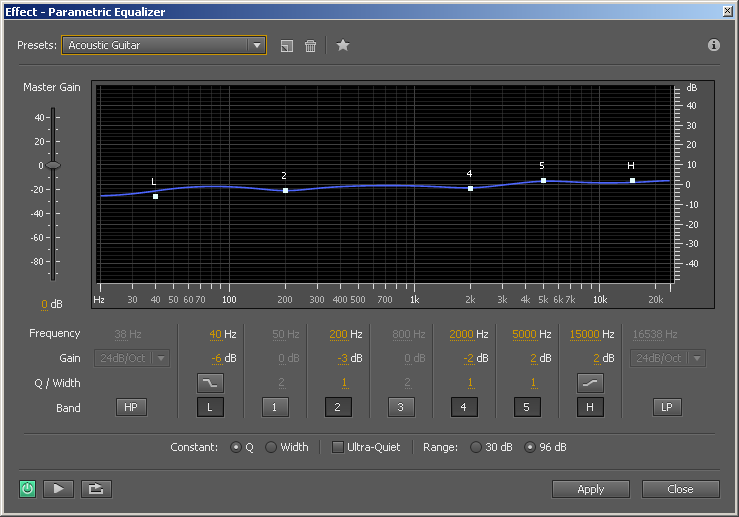 Effect - Parametric Equalizer
Presets: Acoustic Guitar
Master Gain
dB
40 40
20 30
0 20
-20 10
-40 0
-60 -10
-80 -20
-30
-40
L 2 4 5 H
Hz 30 40 50 60 70 100 200 300 400 500 1k 2k 3k 4k 5k 6k 7k 10k 20k
0 dB
Frequency 38 Hz 40 Hz 50 Hz 200 Hz 800 Hz 2000 Hz 5000 Hz 15000 Hz 16538 Hz
Gain 24dB/Oct -6 dB 0 dB -3 dB 0 dB -2 dB 2 dB 2 dB 24dB/Oct
Q / Width 2 1 2 1 1
Band HP L 1 2 3 4 5 H LP
Constant: Q Width Ultra-Quiet Range: 30 dB 96 dB
Apply Close